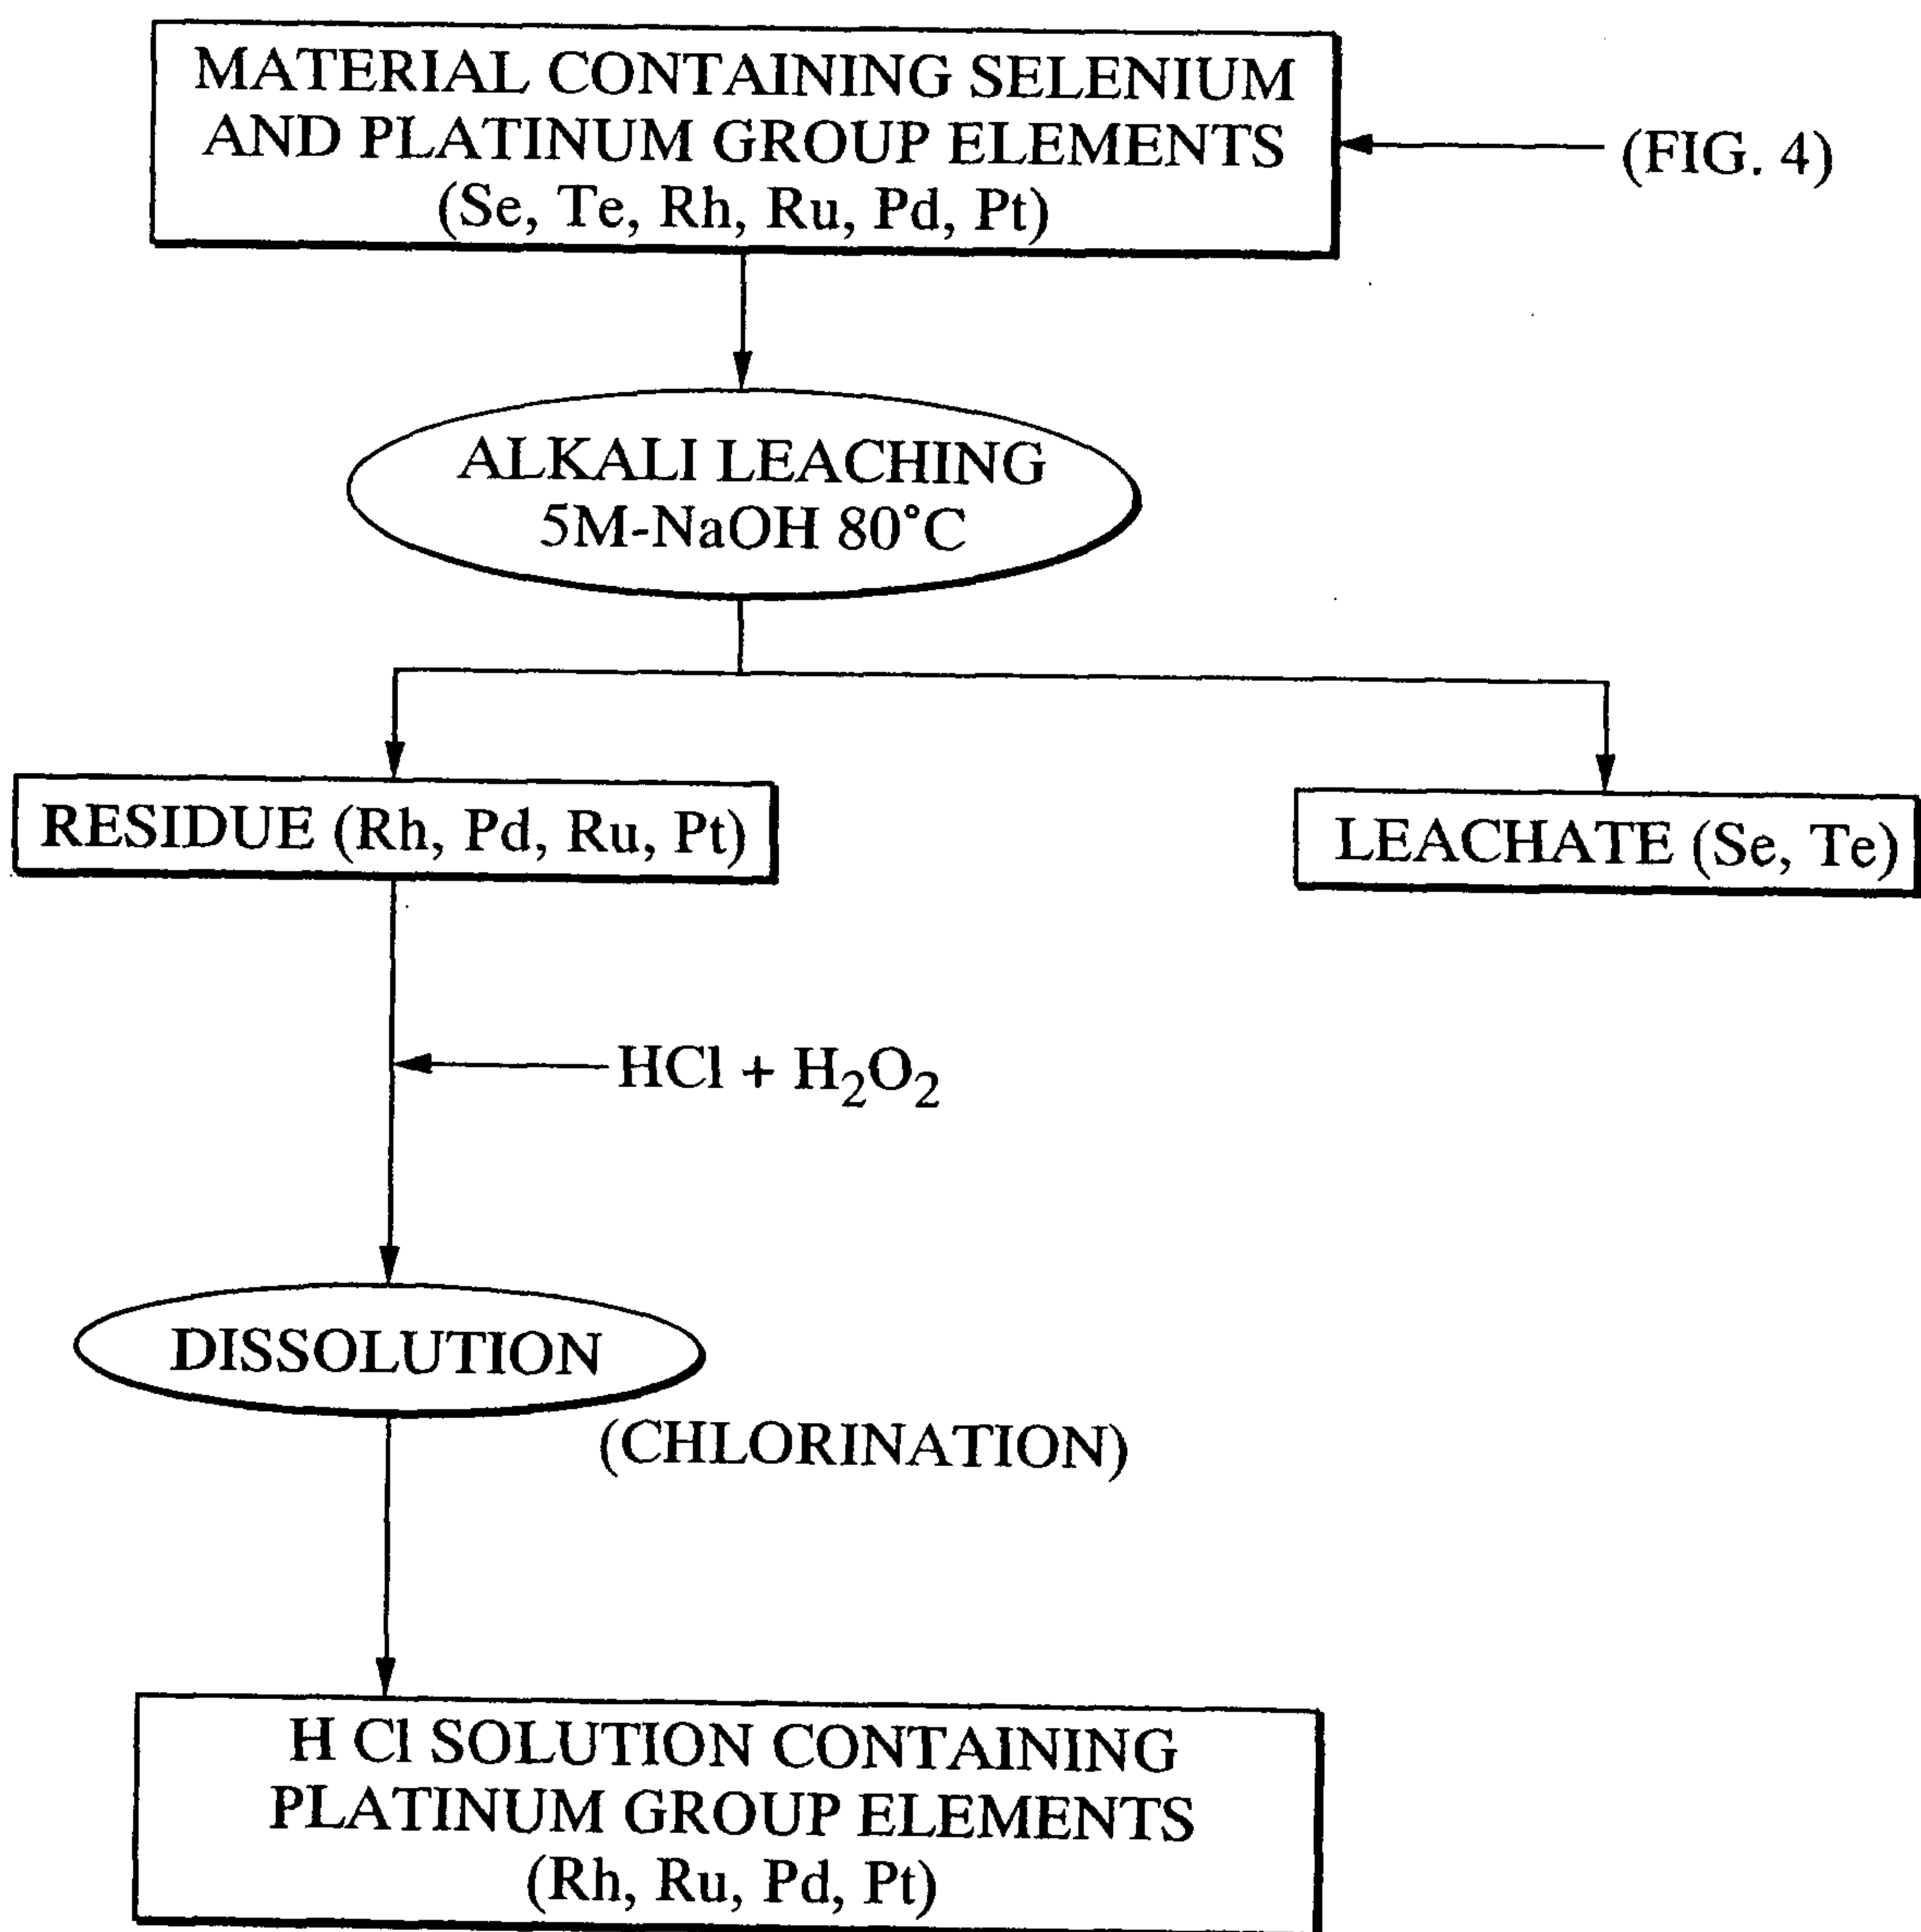 MATERIAL CONTAINING SELENIUM
AND PLATINUM GROUP ELEMENTS
(Se, Te, Rh, Ru, Pd, Pt)
(FIG. 4)
ALKALI LEACHING
5M-NaOH 80°C
RESIDUE (Rh, Pd, Ru, Pt)
LEACHATE (Se, Te)
HCl + H₂O₂
DISSOLUTION
(CHLORINATION)
H Cl SOLUTION CONTAINING
PLATINUM GROUP ELEMENTS
(Rh, Ru, Pd, Pt)